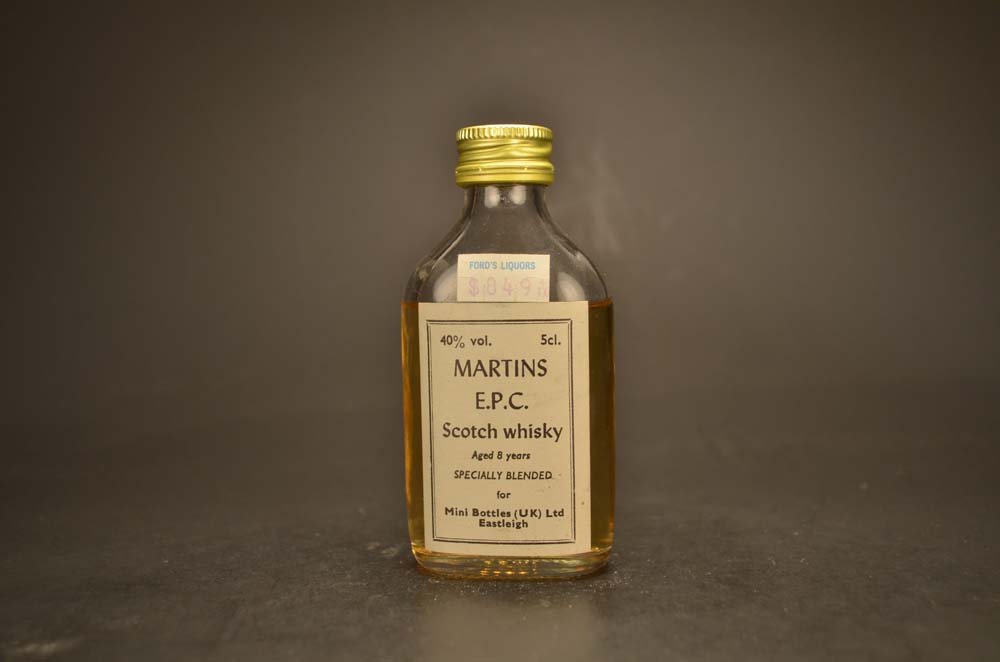 FORD'S LIQUORS
$849
40% vol. 5cl.
MARTINS
E.P.C.
Scotch whisky
Aged 8 years
SPECIALLY BLENDED
for
Mini Bottles (UK) Ltd
Eastleigh